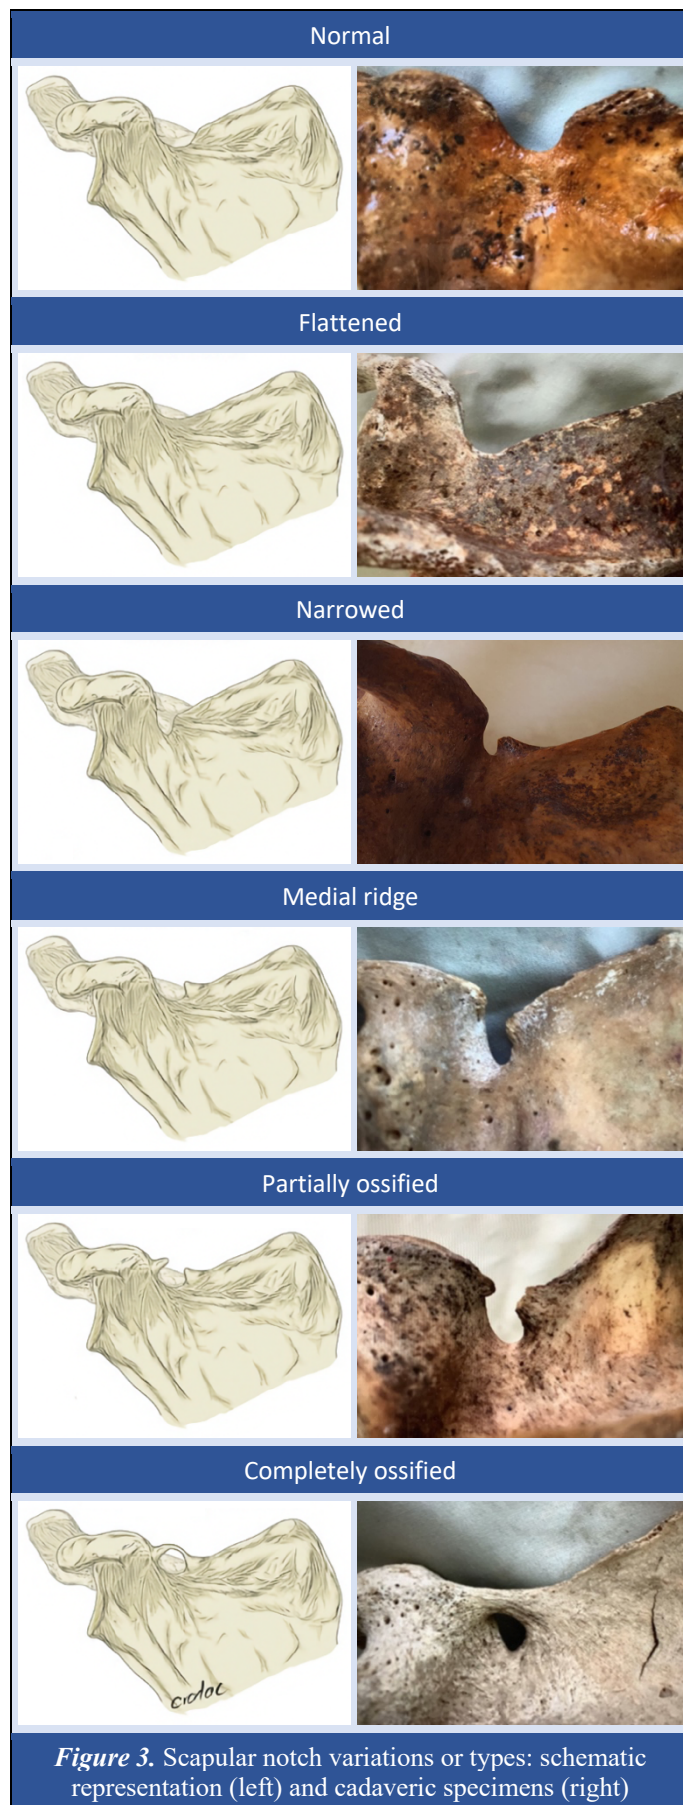 Normal
Flattened
Narrowed
Medial ridge
Partially ossified
Completely ossified
Figure 3. Scapular notch variations or types: schematic
representation (left) and cadaveric specimens (right)